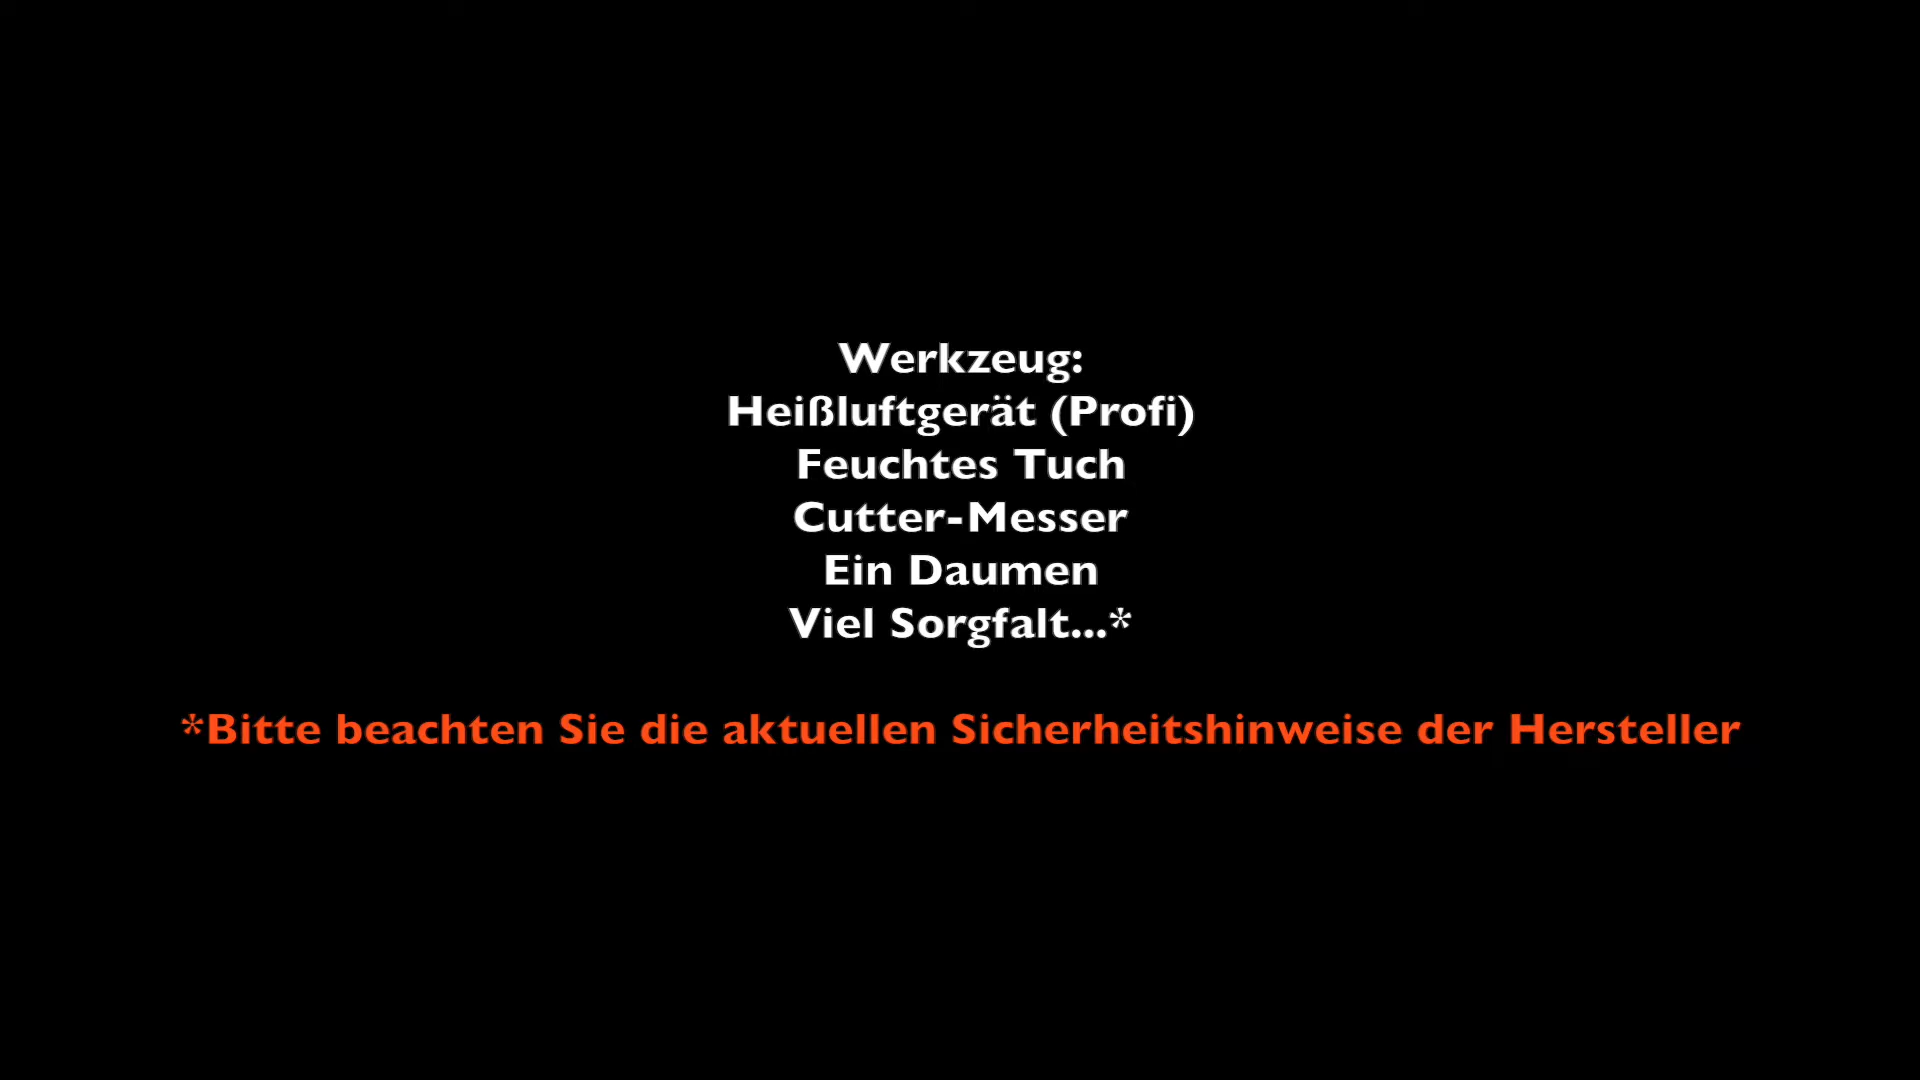 Werkzeug:
Heißluftgerät (Profi)
Feuchtes Tuch
Cutter-Messer
Ein Daumen
Viel Sorgfalt...*
*Bitte beachten Sie die aktuellen Sicherheitshinweise der Hersteller